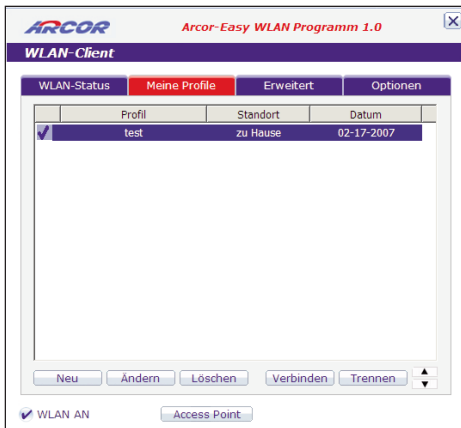 ARCOR Arcor-Easy WLAN Programm 1.0
WLAN-Client
WLAN-Status Meine Profile Erweitert Optionen
Profil Standort Datum
test zu Hause 02-17-2007
Neu Ändern Löschen Verbinden Trennen
WLAN AN Access Point